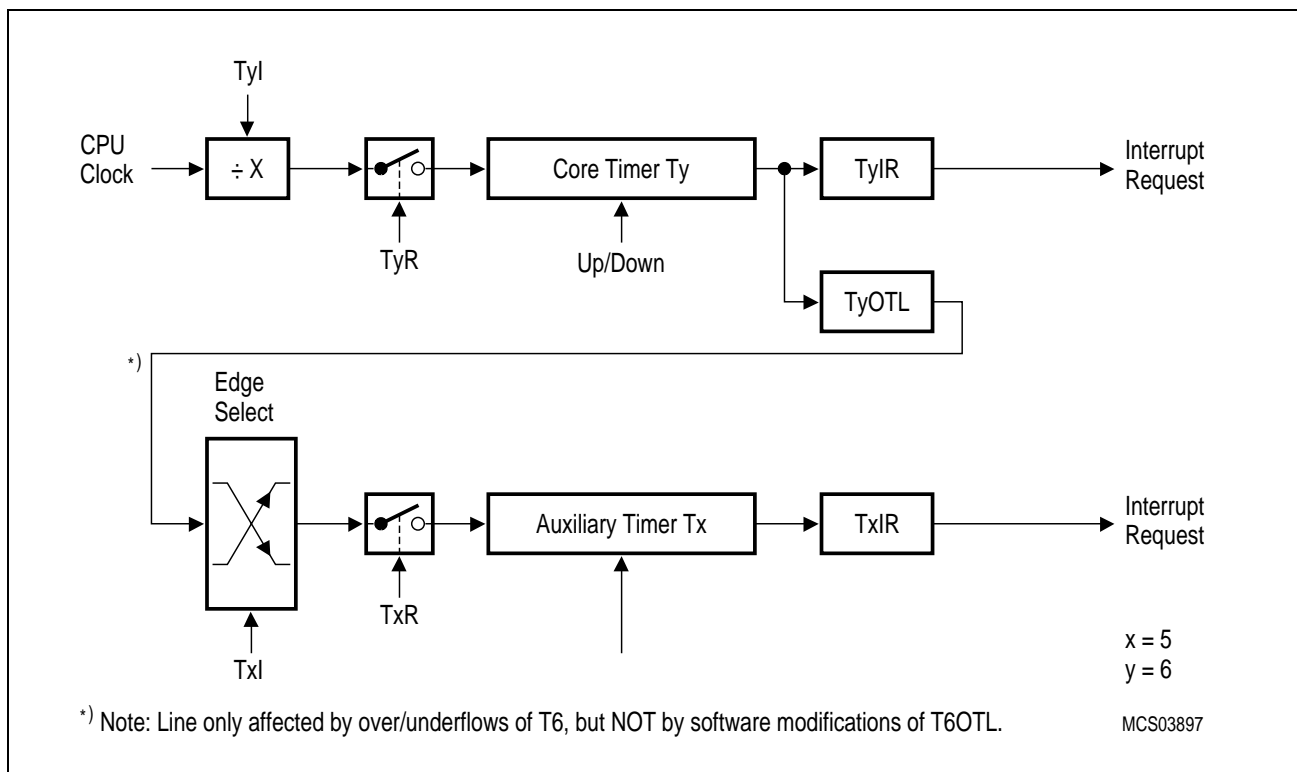 TyI
CPU
Clock
÷ X
Core Timer Ty
TyIR
Interrupt
Request
TyR
Up/Down
TyOTL
*)
Edge
Select
Auxiliary Timer Tx
TxIR
Interrupt
Request
TxR
TxI
x = 5
y = 6
*) Note: Line only affected by over/underflows of T6, but NOT by software modifications of T6OTL.
MCS03897